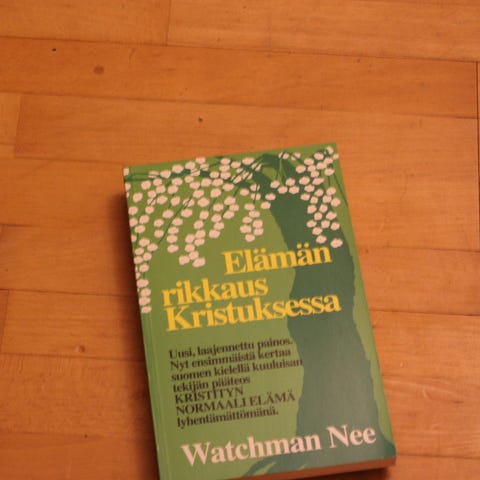 Elämän
rikkaus
Kristuksessa
Uusi, laajennettu painos.
Nyt ensimmäistä kertaa
suomen kielellä kuuluisan
tekijän pääteos
KRISTITYN
NORMAALI ELÄMÄ
lyhentämättömänä.
Watchman Nee